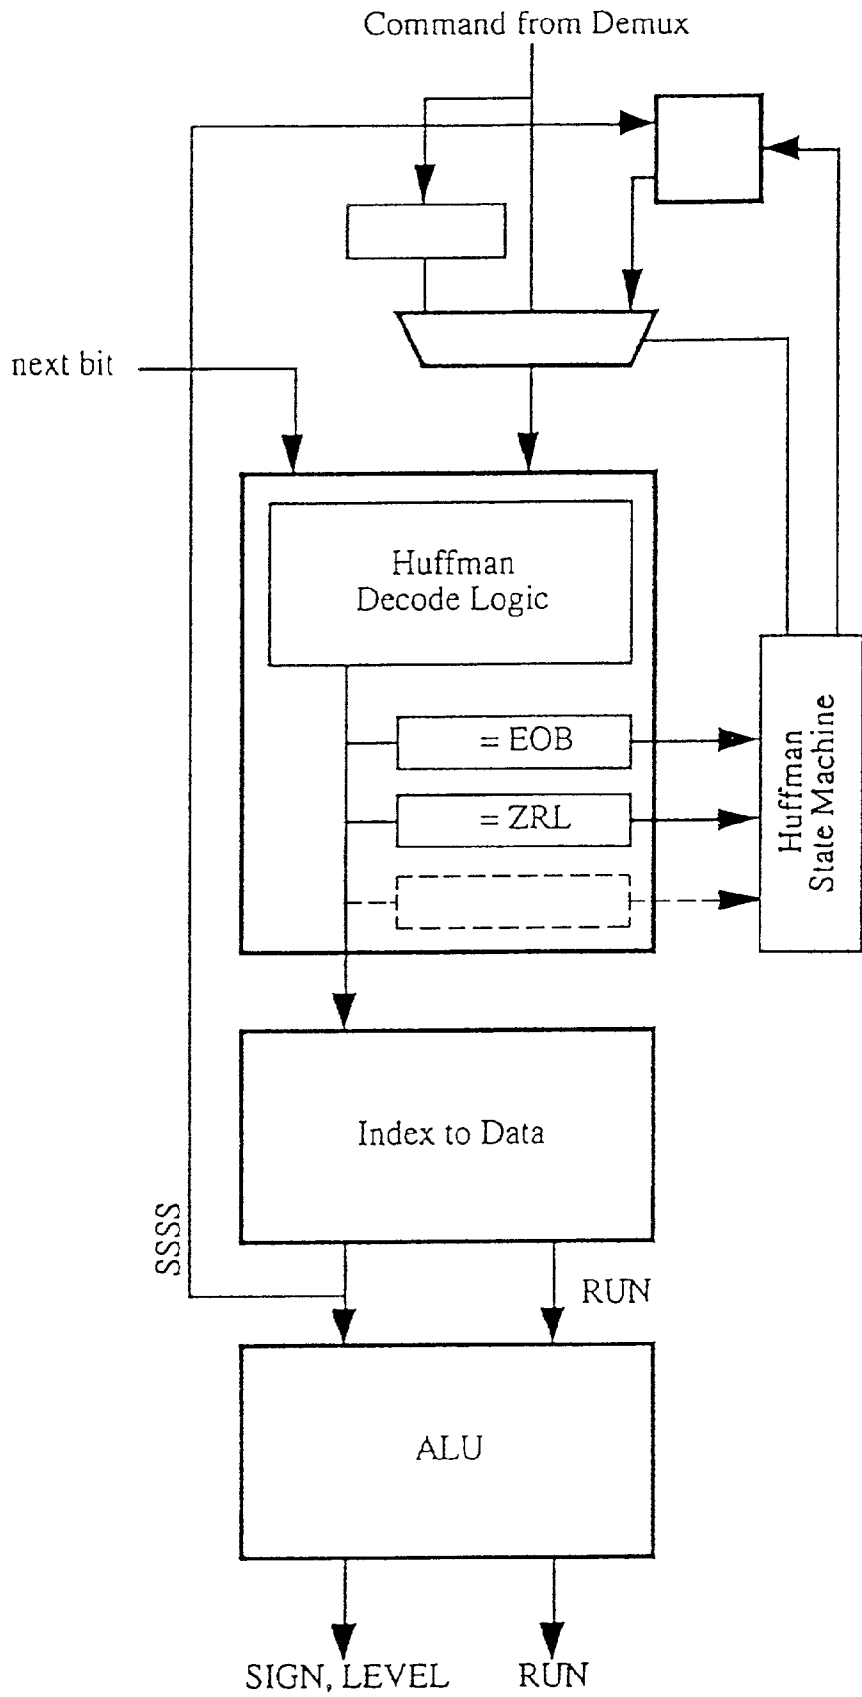 Command from Demux
next bit
Huffman
Decode Logic
= EOB
= ZRL
Huffman
State Machine
Index to Data
SSSS
RUN
ALU
SIGN, LEVEL
RUN